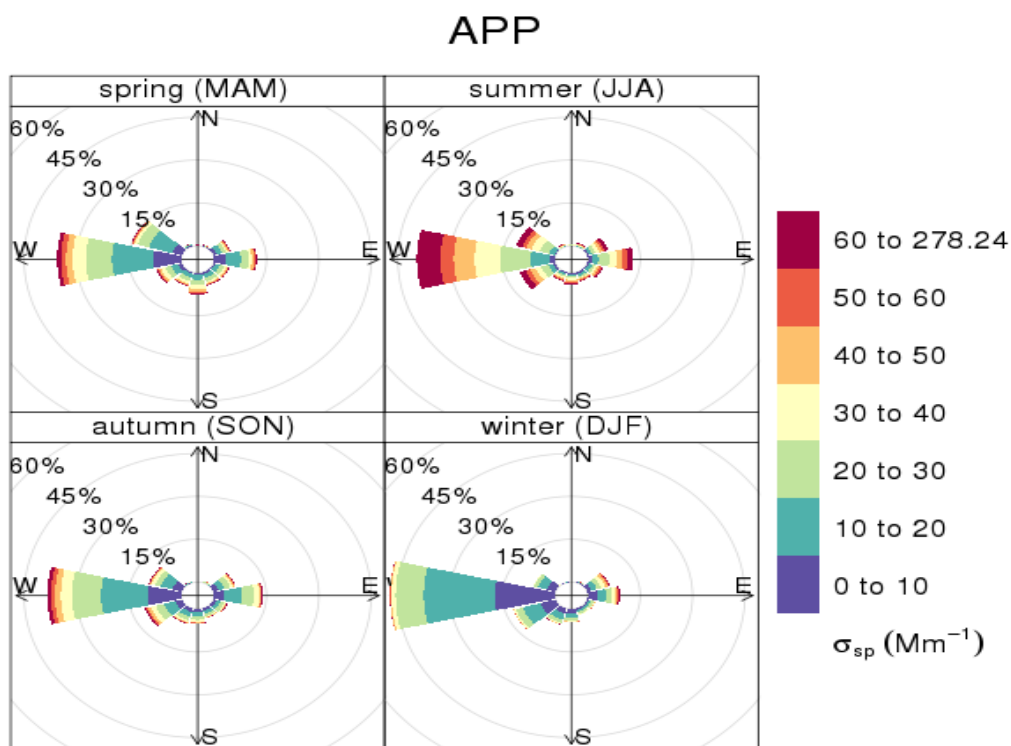 APP
spring (MAM)
summer (JJA)
60%
45%
30%
15%
N
W
E
S
60%
45%
30%
15%
N
W
E
S
autumn (SON)
winter (DJF)
60%
45%
30%
15%
N
W
E
S
60%
45%
30%
15%
N
E
S
60 to 278.24
50 to 60
40 to 50
30 to 40
20 to 30
10 to 20
0 to 10
σsp (Mm⁻¹)